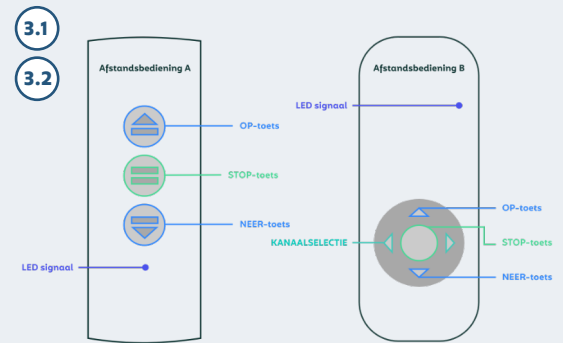 3.1
3.2
Afstandsbediening A
OP-toets
STOP-toets
NEER-toets
LED signaal
Afstandsbediening B
LED signaal
OP-toets
KANAALSELECTIE
STOP-toets
NEER-toets